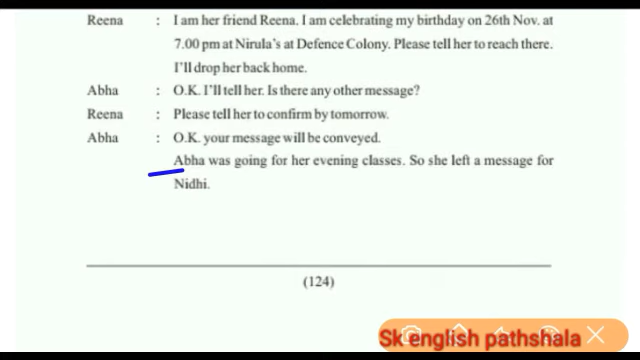 Reena : I am her friend Reena. I am celebrating my birthday on 26th Nov. at
7.00 pm at Nirula's at Defence Colony. Please tell her to reach there.
I'll drop her back home.
Abha : O.K. I'll tell her. Is there any other message?
Reena : Please tell her to confirm by tomorrow.
Abha : O.K. your message will be conveyed.
Abha was going for her evening classes. So she left a message for
Nidhi.
(124)
Sk english pathshala